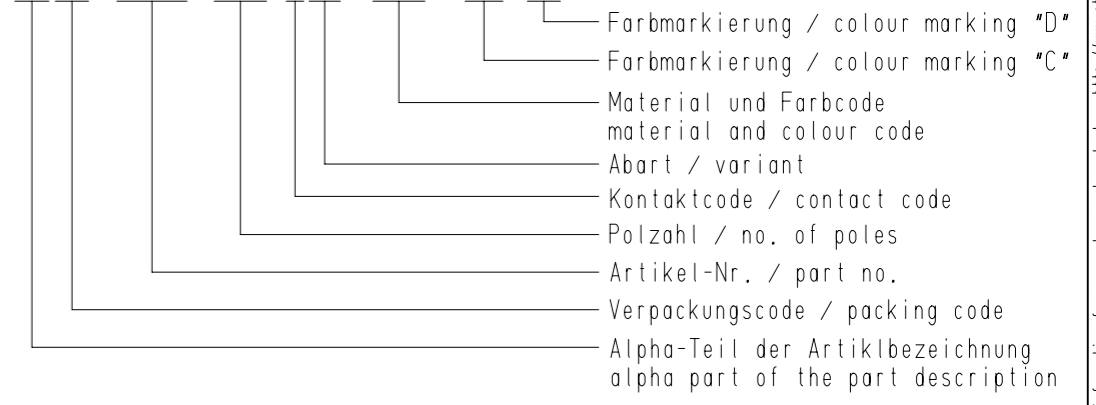 Farbmarkierung / colour marking "D"
Farbmarkierung / colour marking "C"
Material und Farbcode
material and colour code
Abart / variant
Kontaktcode / contact code
Polzahl / no. of poles
Artikel-Nr. / part no.
Verpackungscode / packing code
Alpha-Teil der Artiklbezeichnung
alpha part of the part description